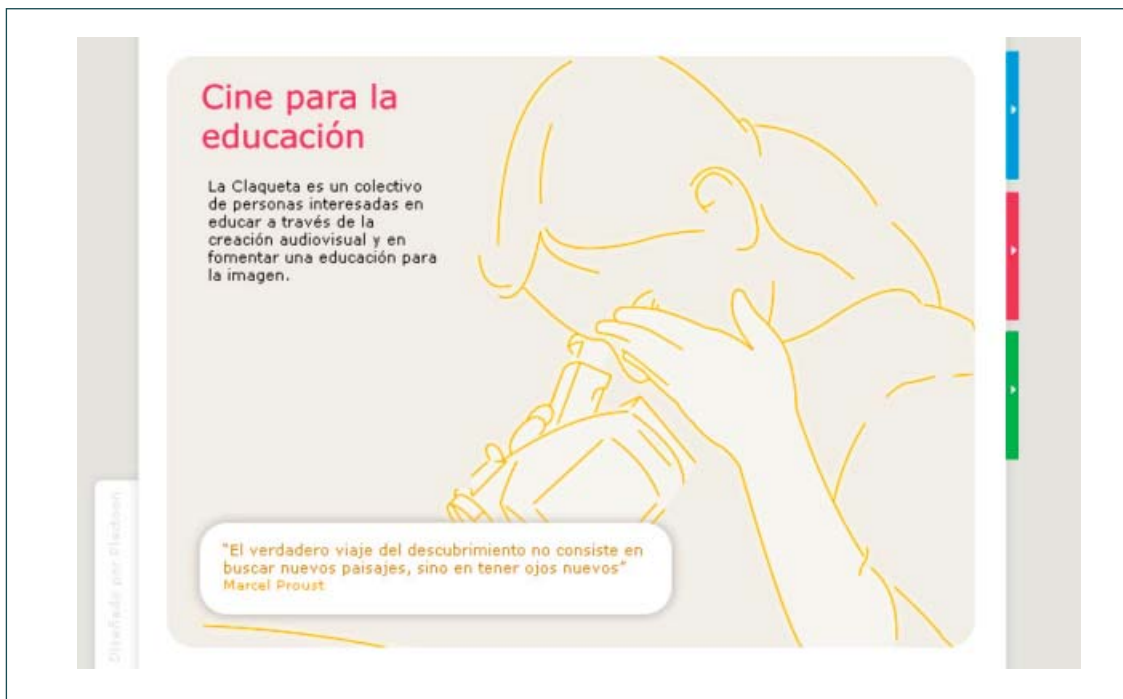 Cine para la
educación
La Claqueta es un colectivo
de personas interesadas en
educar a través de la
creación audiovisual y en
fomentar una educación para
la imagen.
"El verdadero viaje del descubrimiento no consiste en
buscar nuevos paisajes, sino en tener ojos nuevos"
Marcel Proust
Diseñado por